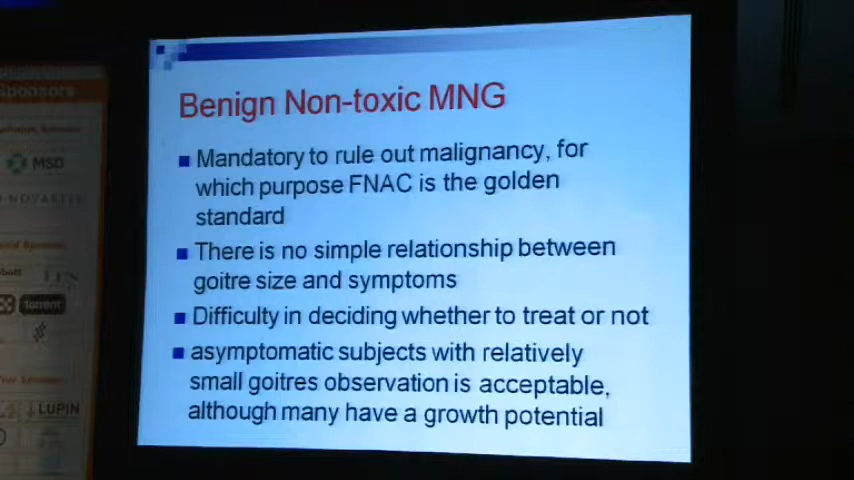 Sponsors
MSD
NOVARTIS
Torrent
LUPIN
Benign Non-toxic MNG
Mandatory to rule out malignancy, for
which purpose FNAC is the golden
standard
There is no simple relationship between
goitre size and symptoms
Difficulty in deciding whether to treat or not
asymptomatic subjects with relatively
small goitres observation is acceptable,
although many have a growth potential